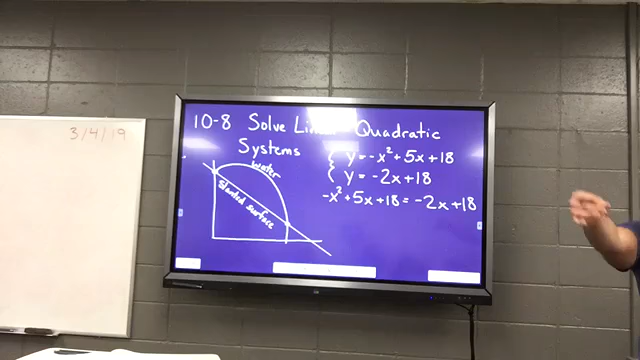 3/4/19
10-8 Solve Linear Quadratic
Systems
water
Slanted surface
y = -x² + 5x + 18
y = -2x + 18
-x² + 5x + 18 = -2x + 18